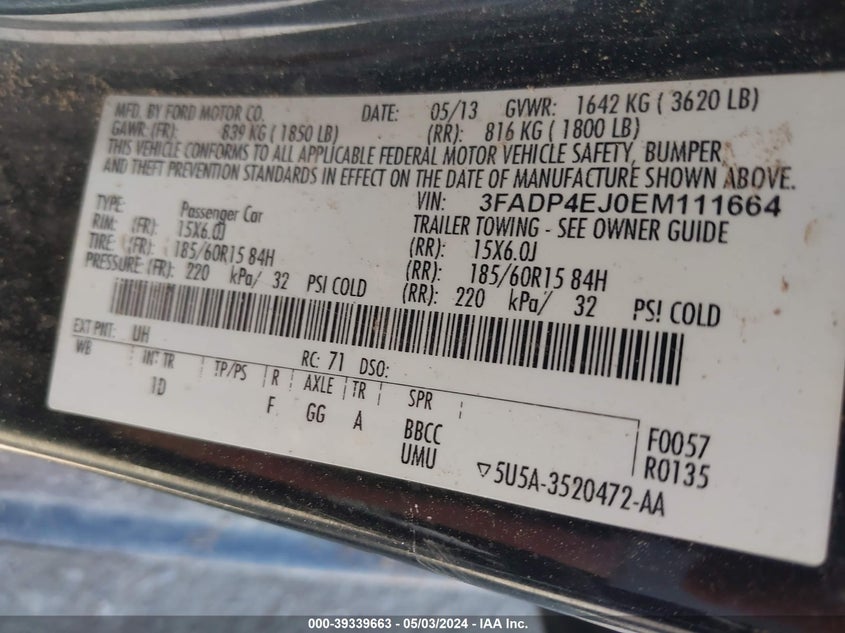 MFD. BY FORD MOTOR CO. DATE: 05/13 GVWR: 1642 KG ( 3620 LB)
GAWR: (FR): 839 KG ( 1850 LB) (RR): 816 KG ( 1800 LB)
THIS VEHICLE CONFORMS TO ALL APPLICABLE FEDERAL MOTOR VEHICLE SAFETY, BUMPER,
AND THEFT PREVENTION STANDARDS IN EFFECT ON THE DATE OF MANUFACTURE SHOWN ABOVE.
VIN: 3FADP4EJ0EM111664
TYPE: Passenger Car TRAILER TOWING - SEE OWNER GUIDE
RIM: (FR): 15X6.0J (RR): 15X6.0J
TIRE: (FR): 185/60R15 84H (RR): 185/60R15 84H
PRESSURE (FR): 220 kPa/ 32 PSI COLD (RR): 220 kPa/ 32 PSI COLD
EXT PNT: UH RC: 71 DSO:
WB INT TR TP/PS R AXLE TR SPR
1D F GG A BBCC F0057
UMU R0135
▽5U5A-3520472-AA
000-39339663 - 05/03/2024 - IAA Inc.